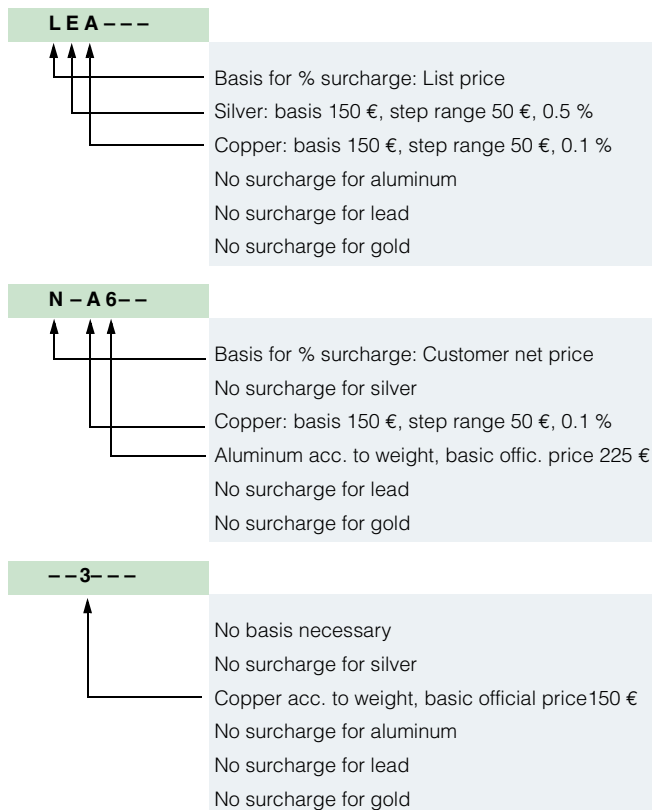 L E A – – –
Basis for % surcharge: List price
Silver: basis 150 €, step range 50 €, 0.5 %
Copper: basis 150 €, step range 50 €, 0.1 %
No surcharge for aluminum
No surcharge for lead
No surcharge for gold
N – A 6 – –
Basis for % surcharge: Customer net price
No surcharge for silver
Copper: basis 150 €, step range 50 €, 0.1 %
Aluminum acc. to weight, basic offic. price 225 €
No surcharge for lead
No surcharge for gold
– – 3 – – –
No basis necessary
No surcharge for silver
Copper acc. to weight, basic official price150 €
No surcharge for aluminum
No surcharge for lead
No surcharge for gold